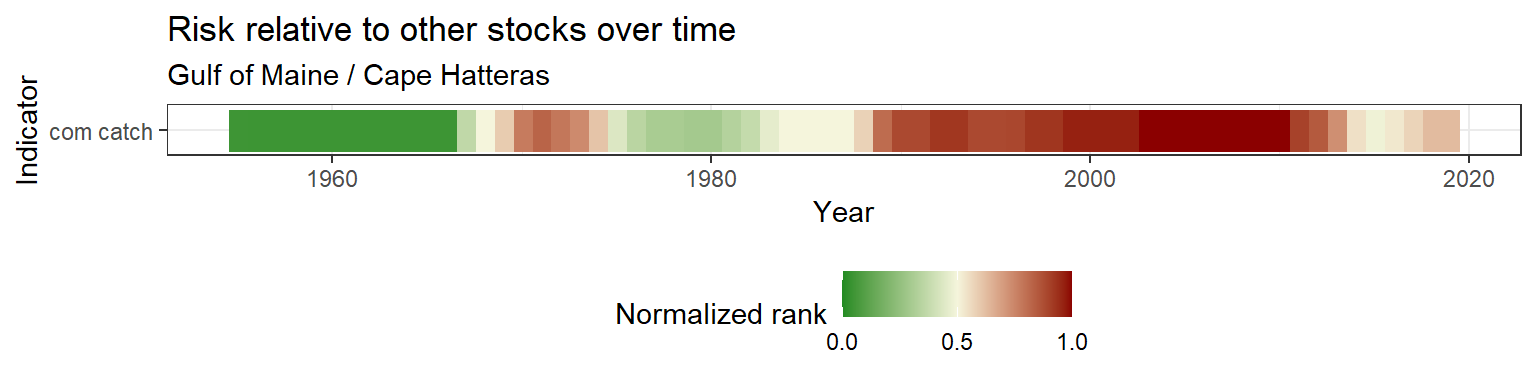 Risk relative to other stocks over time
Gulf of Maine / Cape Hatteras
Indicator
com catch
1960 1980 2000 2020
Year
Normalized rank
0.0 0.5 1.0